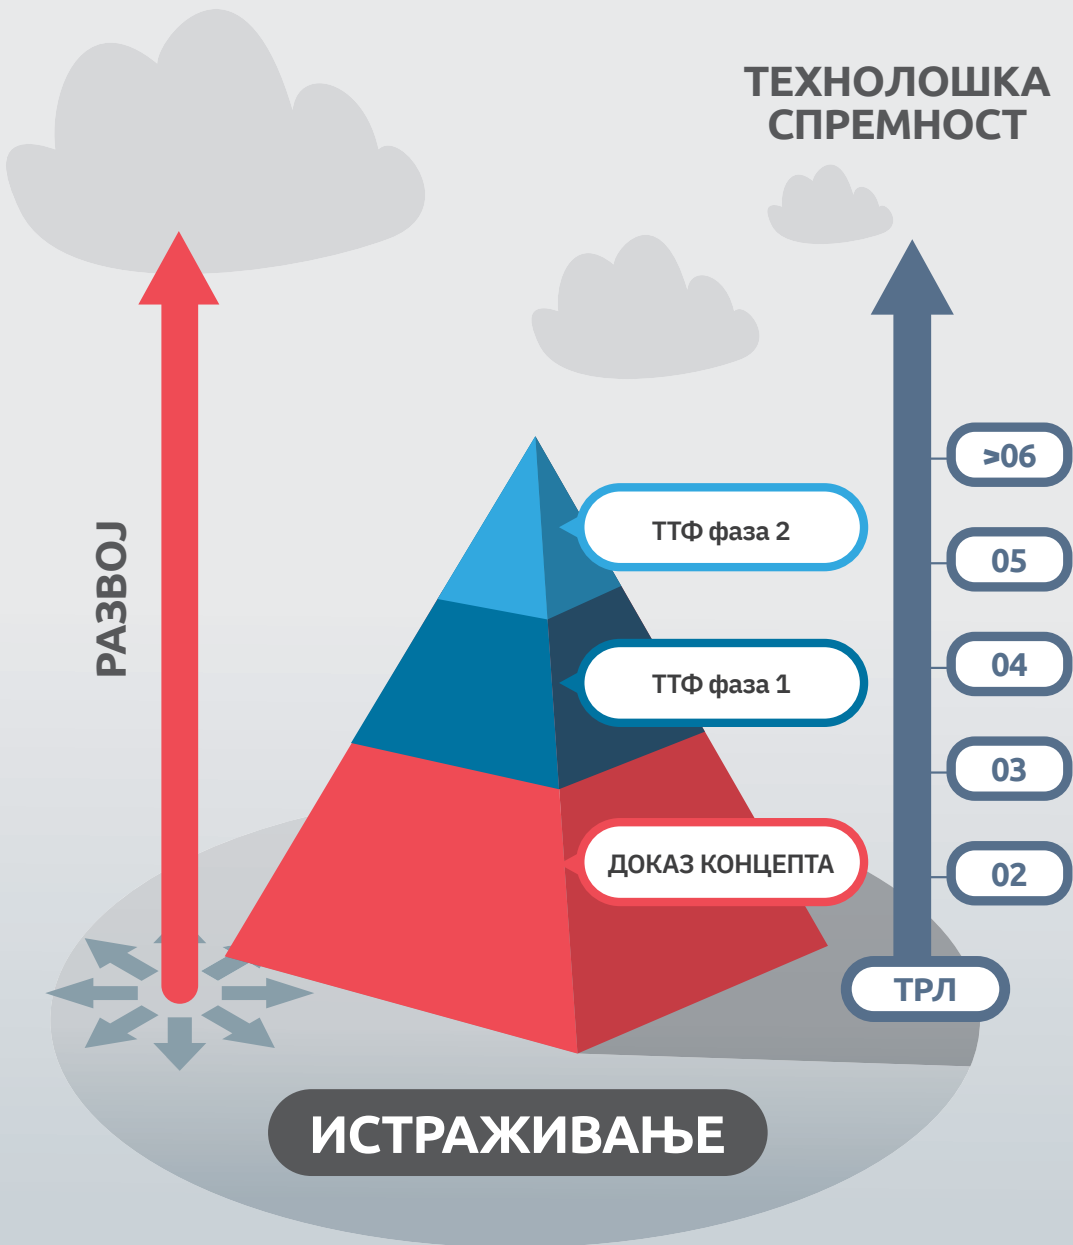 ТЕХНОЛОШКА
СПРЕМНОСТ
РАЗВОЈ
ТТФ фаза 2
ТТФ фаза 1
ДОКАЗ КОНЦЕПТА
>06
05
04
03
02
ТРЛ
ИСТРАЖИВАЊЕ